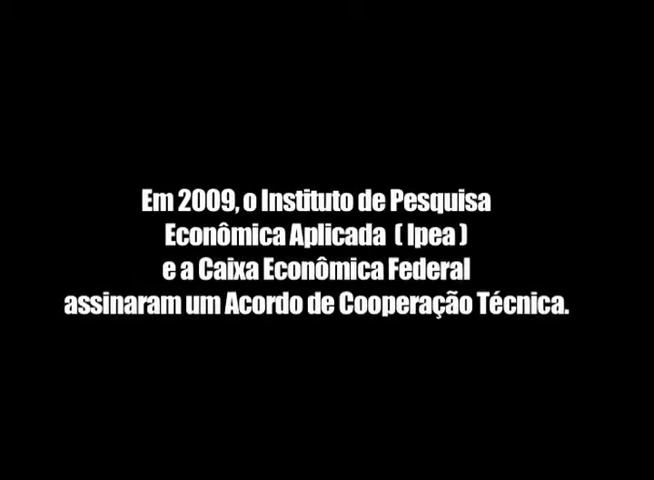 Em 2009, o Instituto de Pesquisa
Econômica Aplicada ( Ipea )
e a Caixa Econômica Federal
assinaram um Acordo de Cooperação Técnica.